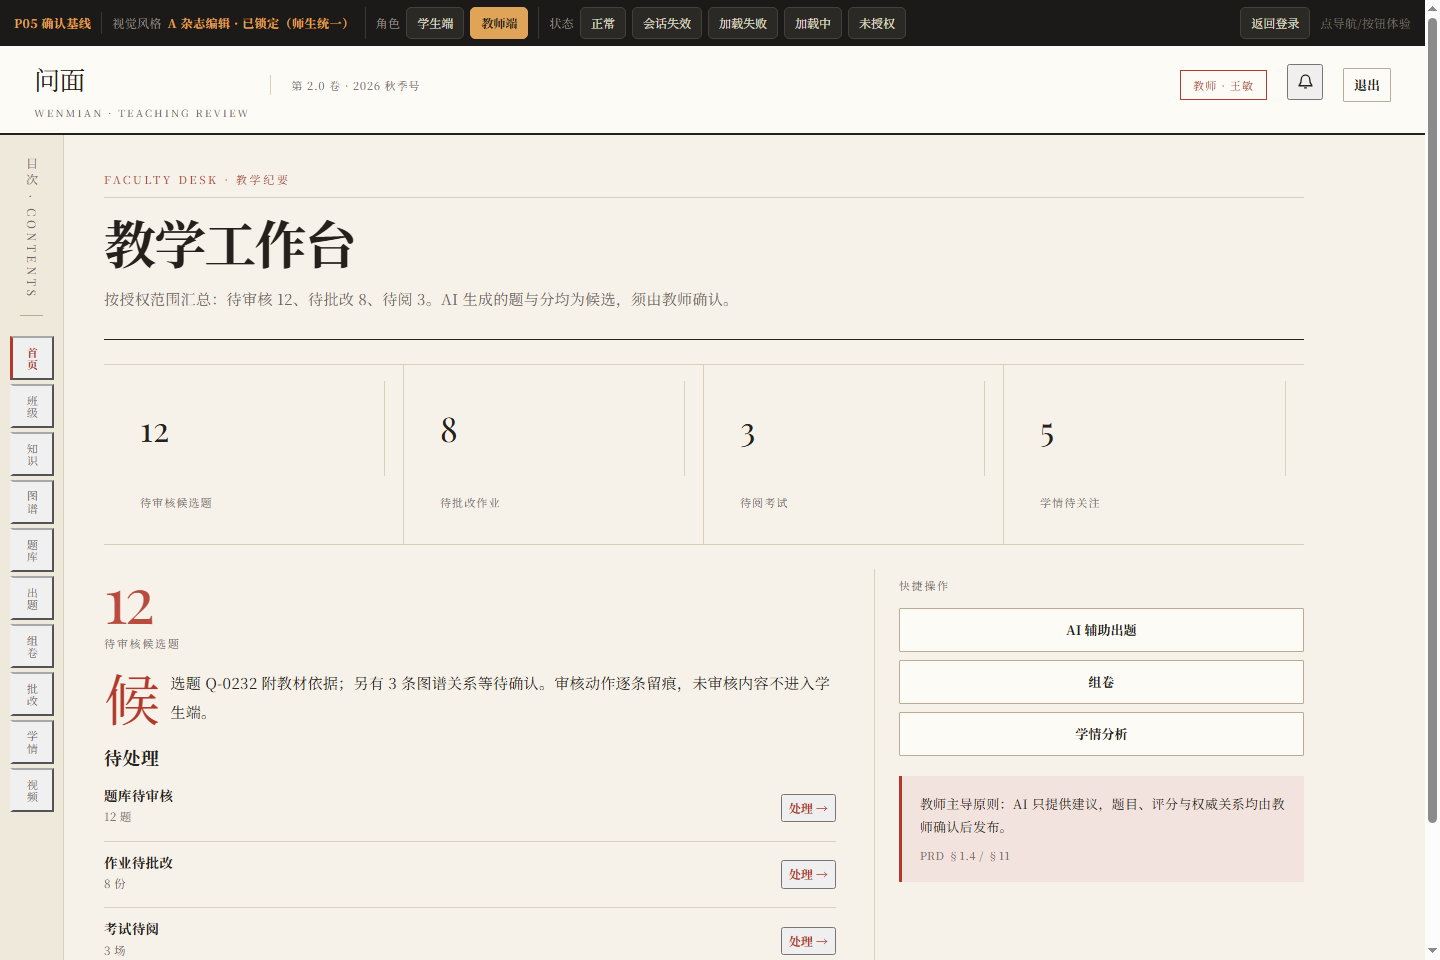 P05 确认基线 视觉风格 A 杂志编辑 · 已锁定（师生统一） 角色 学生端 教师端 状态 正常 会话失效 加载失败 加载中 未授权 返回登录 点导航/按钮体验
问面
WENMIAN · TEACHING REVIEW
第 2.0 卷 · 2026 秋季号
教师 · 王敏
退出
目次 · CONTENTS
首页
班级
知识
图谱
题库
出题
组卷
批改
学情
视频
FACULTY DESK · 教学纪要
教学工作台
按授权范围汇总：待审核 12、待批改 8、待阅 3。AI 生成的题与分均为候选，须由教师确认。
12
待审核候选题
8
待批改作业
3
待阅考试
5
学情待关注
12
待审核候选题
候选题 Q-0232 附教材依据；另有 3 条图谱关系等待确认。审核动作逐条留痕，未审核内容不进入学
生端。
待处理
题库待审核
12 题
处理 →
作业待批改
8 份
处理 →
考试待阅
3 场
处理 →
快捷操作
AI 辅助出题
组卷
学情分析
教师主导原则：AI 只提供建议，题目、评分与权威关系均由教
师确认后发布。
PRD §1.4 / §11